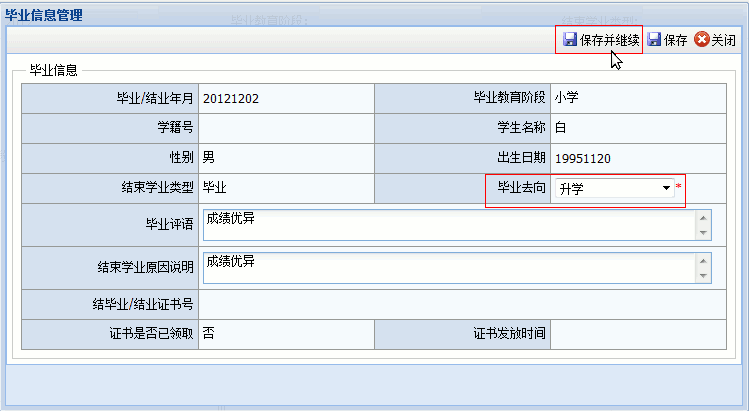 毕业信息管理
保存并继续 保存 关闭
毕业信息
毕业/结业年月 20121202 毕业教育阶段 小学
学籍号 学生名称 白
性别 男 出生日期 19951120
结束学业类型 毕业 毕业去向 升学 *
毕业评语 成绩优异
结束学业原因说明 成绩优异
结毕业/结业证书号
证书是否已领取 否 证书发放时间